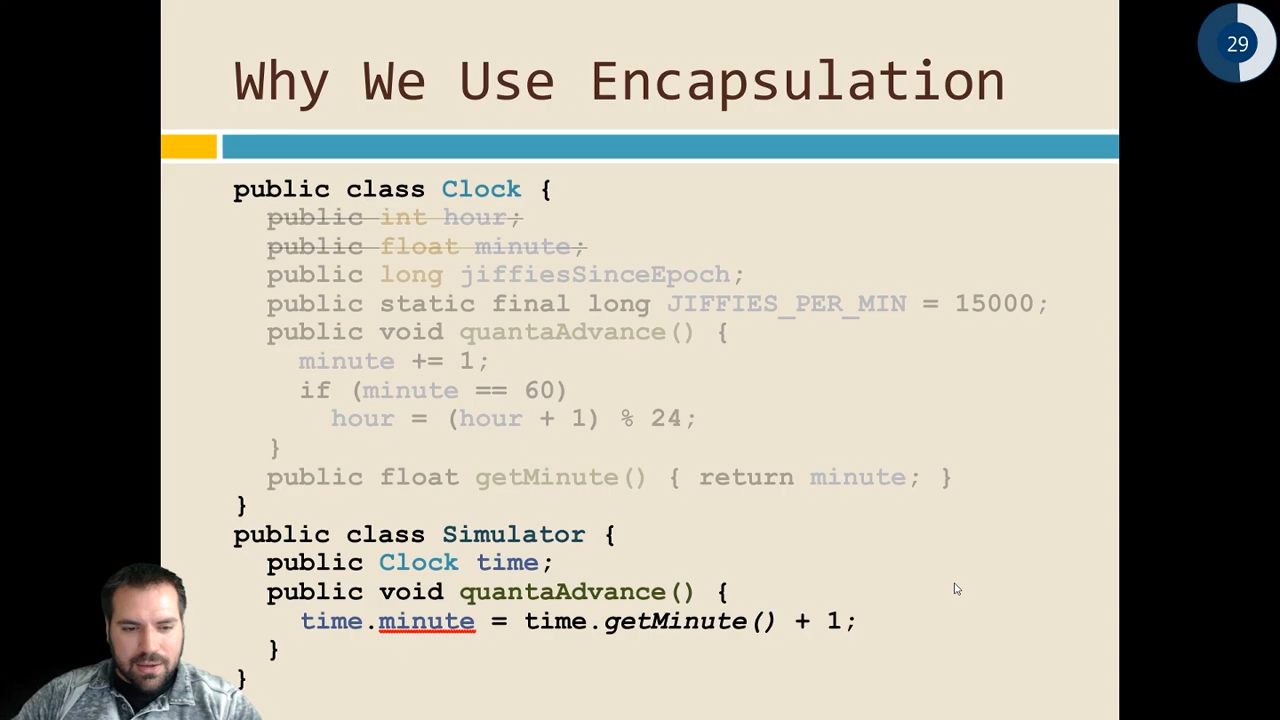 29
Why We Use Encapsulation
public class Clock {
public int hour;
public float minute;
public long jiffiesSinceEpoch;
public static final long JIFFIES_PER_MIN = 15000;
public void quantaAdvance() {
minute += 1;
if (minute == 60)
hour = (hour + 1) % 24;
}
public float getMinute() { return minute; }
}
public class Simulator {
public Clock time;
public void quantaAdvance() {
time.minute = time.getMinute() + 1;
}
}